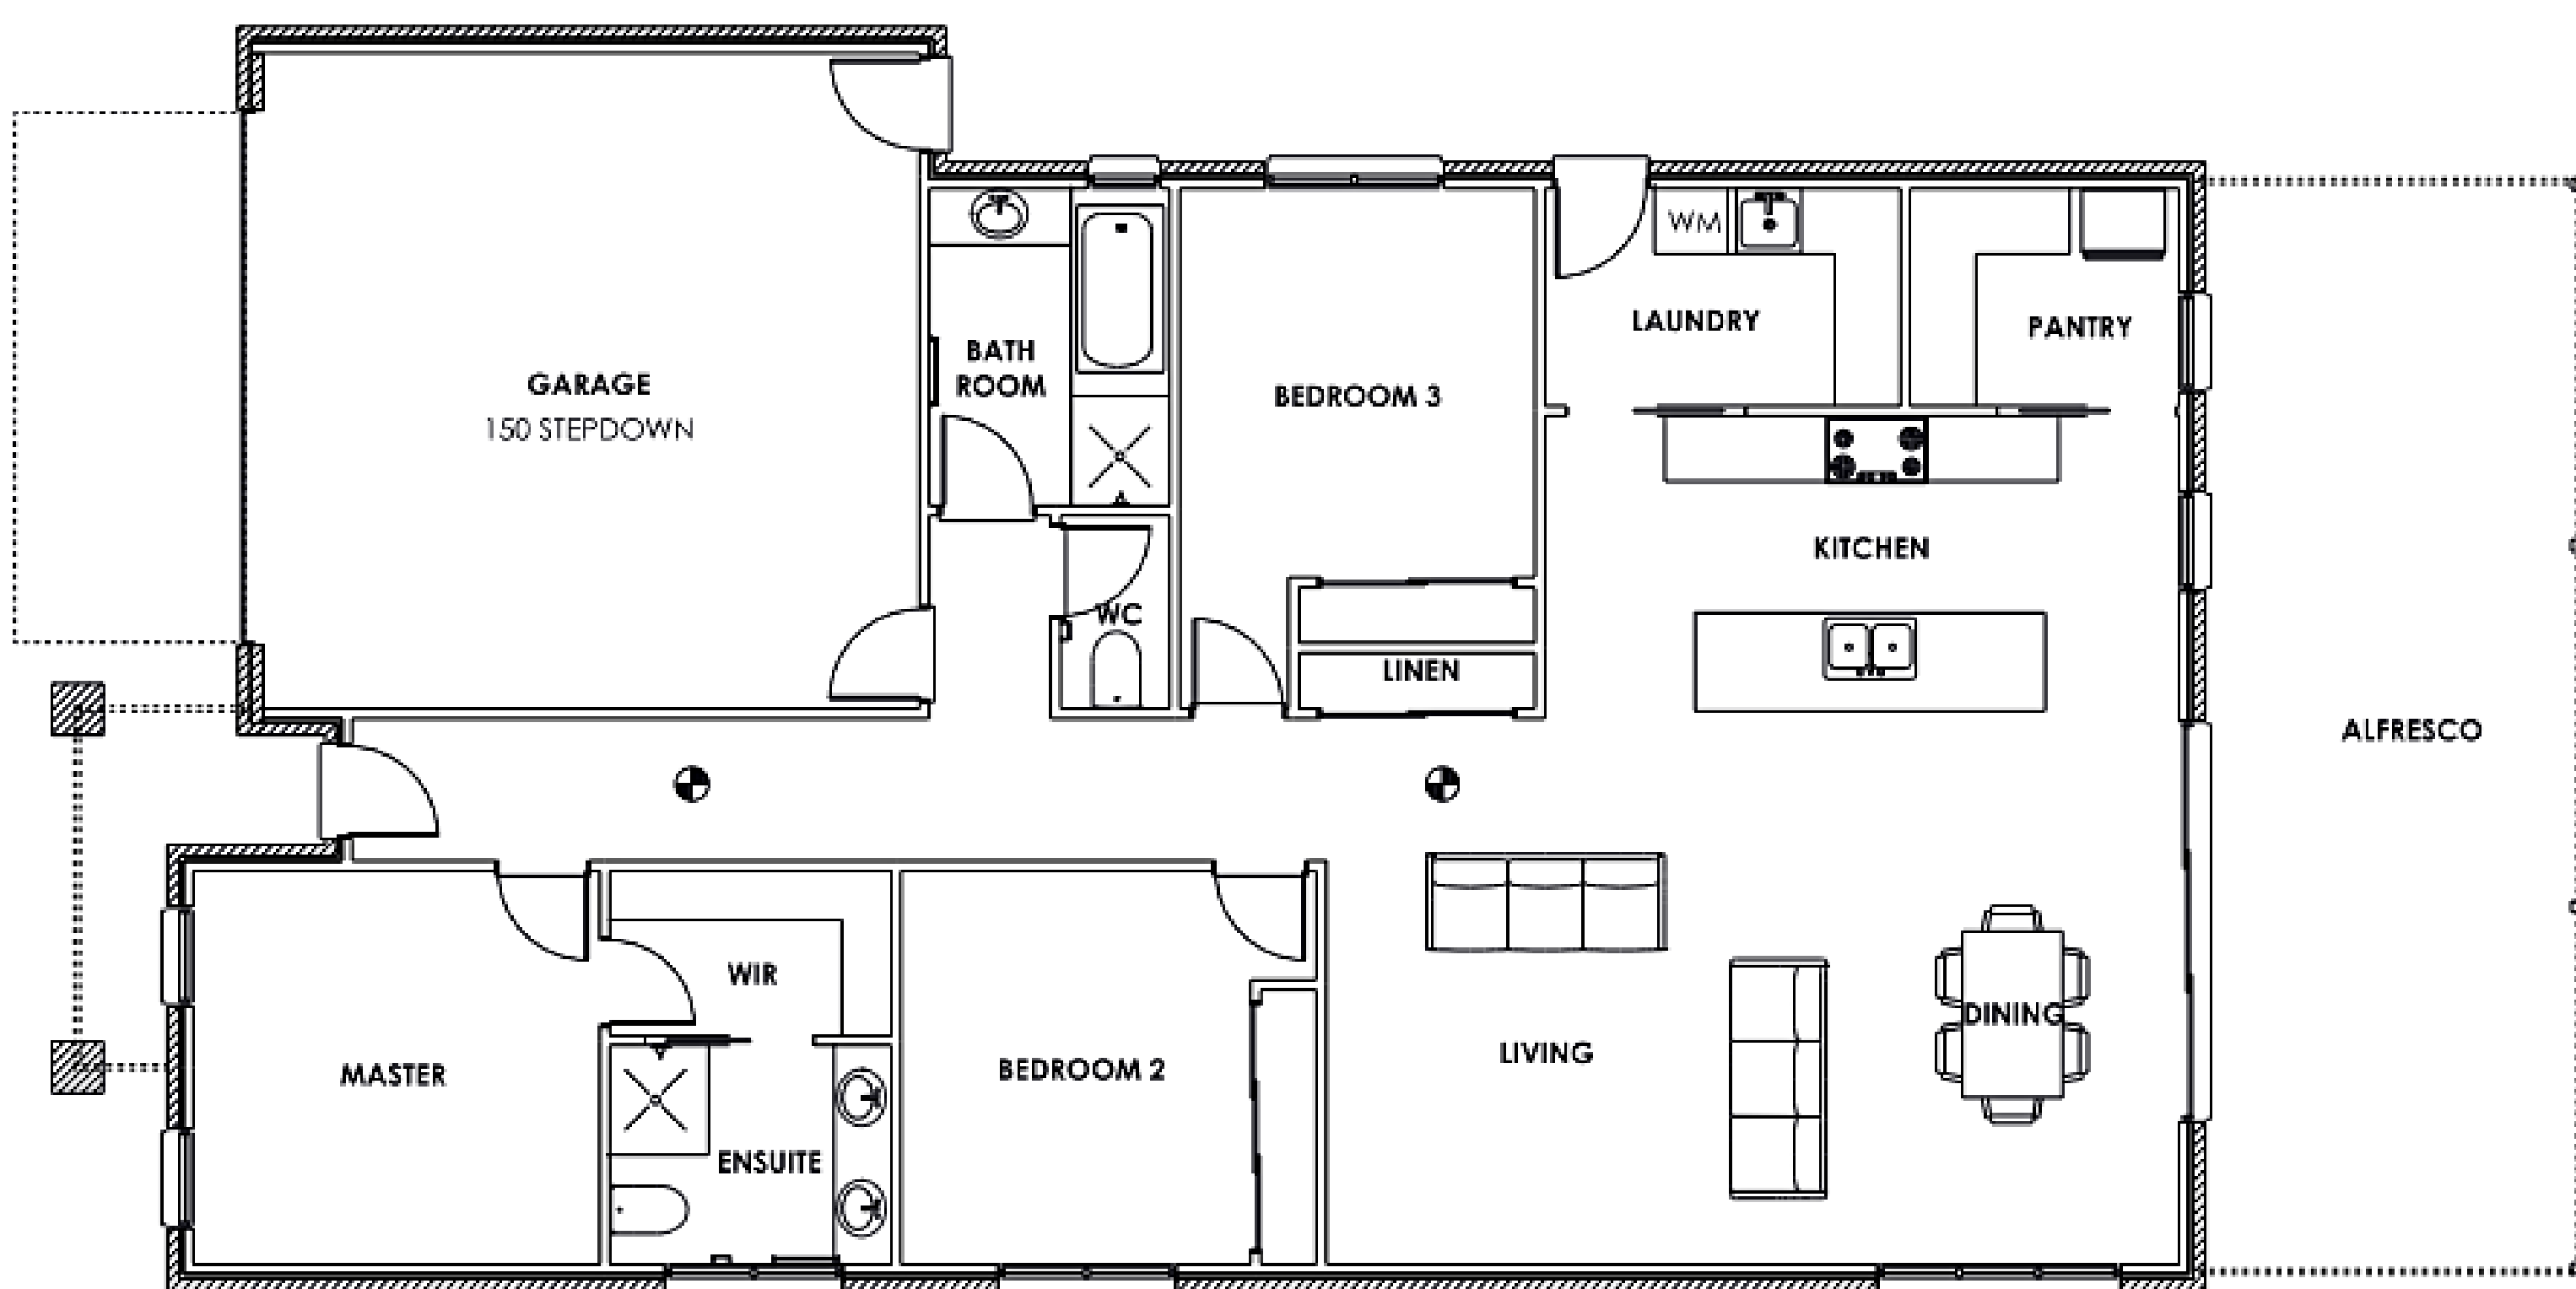 WM
LAUNDRY
PANTRY
BATH
ROOM
GARAGE
150 STEPDOWN
BEDROOM 3
KITCHEN
WC
LINEN
ALFRESCO
WIR
MASTER
BEDROOM 2
LIVING
DINING
ENSUITE